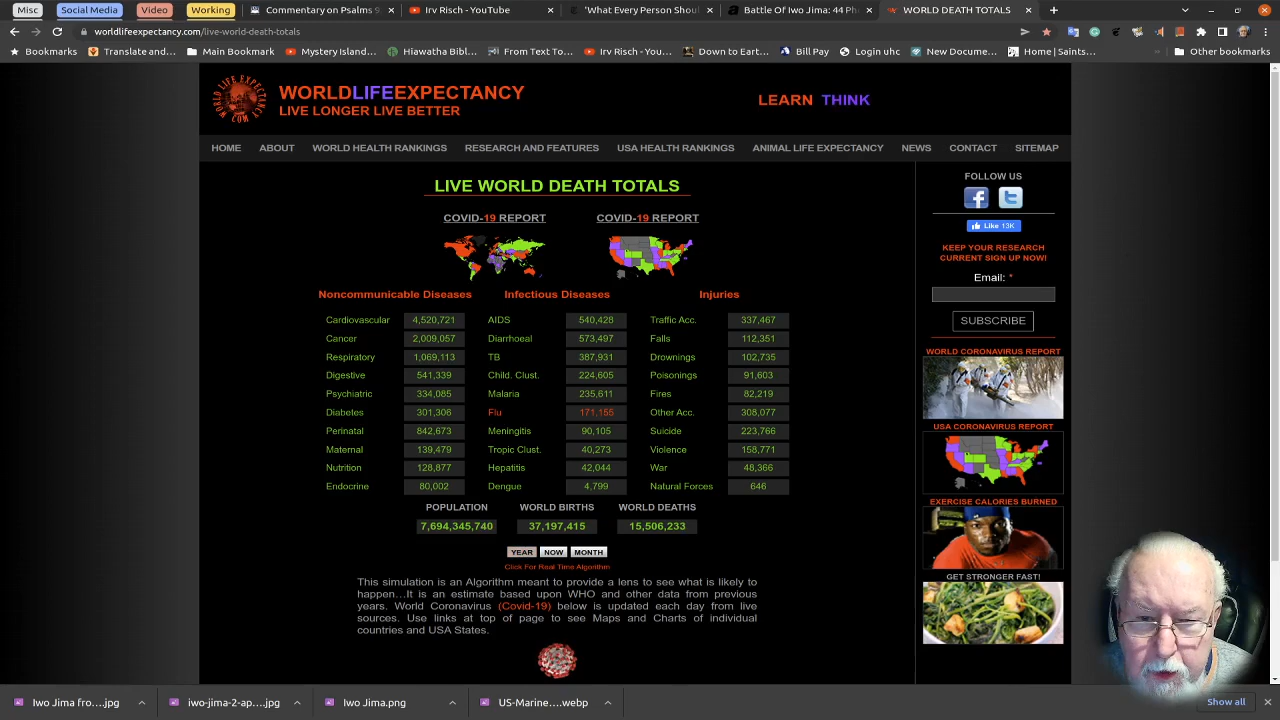 Misc Social Media Video Working Commentary on Psalms 9 Irv Risch - YouTube 'What Every Person Shoul Battle Of Iwo Jima: 44 Ph WORLD DEATH TOTALS
worldlifeexpectancy.com/live-world-death-totals
Bookmarks Translate and... Main Bookmark Mystery Island... From Text To... Hiawatha Bib... Irv Risch - You... Down to Eart... Bill Pay Login uhc New Docume... Home | Saints... Other bookmarks
WORLDLIFEEXPECTANCY
LIVE LONGER LIVE BETTER
LEARN THINK
HOME ABOUT WORLD HEALTH RANKINGS RESEARCH AND FEATURES USA HEALTH RANKINGS ANIMAL LIFE EXPECTANCY NEWS CONTACT SITEMAP
LIVE WORLD DEATH TOTALS
COVID-19 REPORT COVID-19 REPORT
Noncommunicable Diseases Infectious Diseases Injuries
Cardiovascular 4,520,721 AIDS 540,428 Traffic Acc. 337,467
Cancer 2,009,057 Diarrhoeal 573,497 Falls 112,351
Respiratory 1,069,113 TB 387,931 Drownings 102,735
Digestive 541,339 Child. Clust. 224,605 Poisonings 91,603
Psychiatric 334,085 Malaria 235,611 Fires 82,219
Diabetes 301,306 Flu 171,155 Other Acc. 308,077
Perinatal 842,673 Meningitis 90,105 Suicide 223,766
Maternal 139,479 Tropic Clust. 40,273 Violence 158,771
Nutrition 128,877 Hepatitis 42,044 War 48,366
Endocrine 80,002 Dengue 4,799 Natural Forces 646
POPULATION WORLD BIRTHS WORLD DEATHS
7,694,345,740 37,197,415 15,506,233
YEAR NOW MONTH
Click For Real Time Algorithm
This simulation is an Algorithm meant to provide a lens to see what is likely to
happen…It is an estimate based upon WHO and other data from previous
years. World Coronavirus (Covid-19) below is updated each day from live
sources. Use links at top of page to see Maps and Charts of individual
countries and USA States.
FOLLOW US
Like 13K
KEEP YOUR RESEARCH
CURRENT SIGN UP NOW!
Email: *
SUBSCRIBE
WORLD CORONAVIRUS REPORT
USA CORONAVIRUS REPORT
EXERCISE CALORIES BURNED
GET STRONGER FAST!
Iwo Jima fro....jpg iwo-jima-2-ap....jpg Iwo Jima.png US-Marine....webp Show all